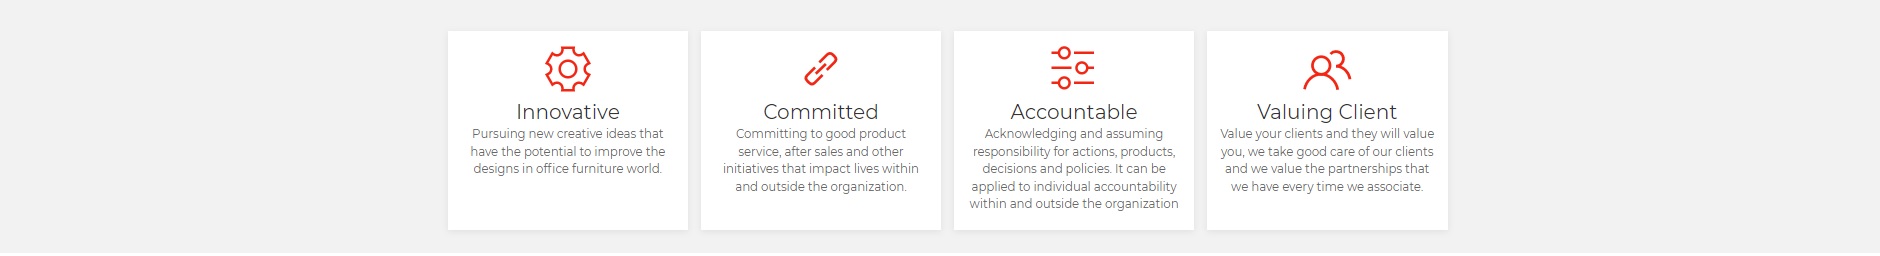 Innovative
Pursuing new creative ideas that
have the potential to improve the
designs in office furniture world.
Committed
Committing to good product
service, after sales and other
initiatives that impact lives within
and outside the organization.
Accountable
Acknowledging and assuming
responsibility for actions, products,
decisions and policies. It can be
applied to individual accountability
within and outside the organization
Valuing Client
Value your clients and they will value
you, we take good care of our clients
and we value the partnerships that
we have every time we associate.